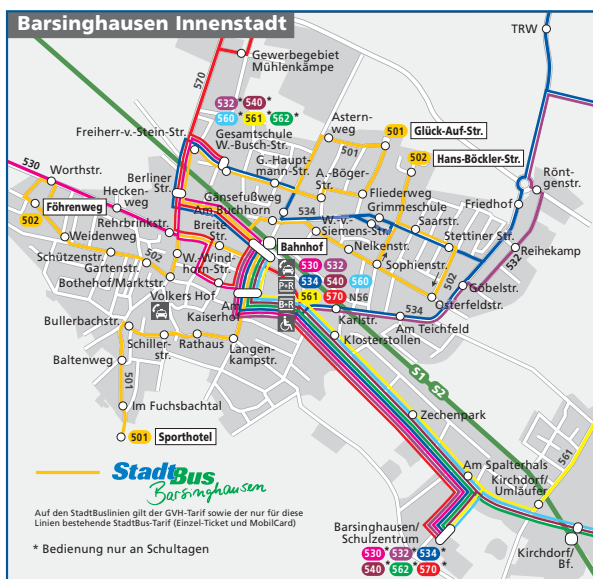 Barsinghausen Innenstadt
TRW
Gewerbegebiet
Mühlenkämpe
570
532* 540*
560* 561* 562*
Gesamtschule
Freiherr-v.-Stein-Str.
W.-Busch-Str.
Astern-
weg
501 Glück-Auf-Str.
501
502 Hans-Böckler-Str.
530
Worthstr.
Berliner
Str.
G.-Haupt-
mann-Str.
A.-Böger-
Str.
Fliederweg
Rönt-
genstr.
Hecken-
weg
Gänsefußweg
Grimmeschule
Friedhof
Föhrenweg
502
Am Buchhorn
534
Saarstr.
Rehrbrinkstr.
Breite
Str.
W.-v.-
Siemens-Str.
Stettiner Str.
Weidenweg
Bahnhof
Nelkenstr.
Reihekamp
532
Schützenstr.
502
W.-Wind-
horn-Str.
Sophienstr.
502
Gartenstr.
P+R
B+R
530 532
534 540 560
561 570 N56
Göbelstr.
Bothehof/Marktstr.
Osterfeldstr.
Volkers Hof
Am
Kaiserhof
Karlstr.
534
Am Teichfeld
Bullerbachstr.
Klosterstollen
Schiller-
str.
Rathaus
Langen-
kampstr.
Baltenweg
S1 S2
501
Im Fuchsbachtal
Zechenpark
501 Sporthotel
561
Am Spalterhals
Kirchdorf/
Umläufer
StadtBus
Barsinghausen
Auf den StadtBuslinien gilt der GVH-Tarif sowie der nur für diese
Linien bestehende StadtBus-Tarif (Einzel-Ticket und MobilCard)
Barsinghausen/
Schulzentrum
* Bedienung nur an Schultagen
530* 532* 534*
540* 562* 570*
Kirchdorf/
Bf.